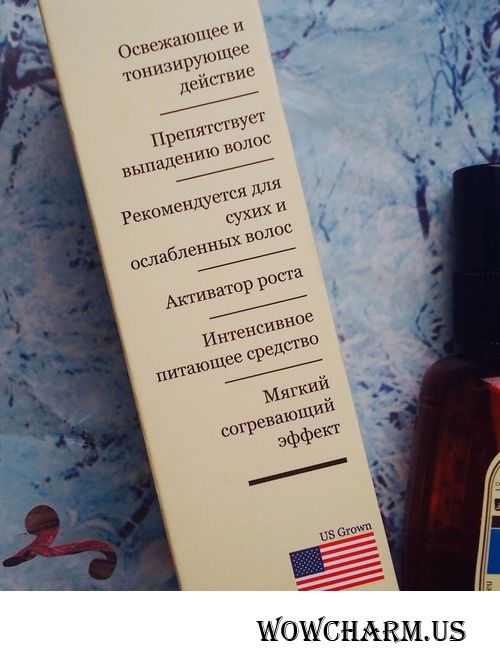 Освежающее и
тонизирующее
действие
Препятствует
выпадению волос
Рекомендуется для
сухих и
ослабленных волос
Активатор роста
Интенсивное
питающее средство
Мягкий
согревающий
эффект
US Grown
WOWCHARM.US